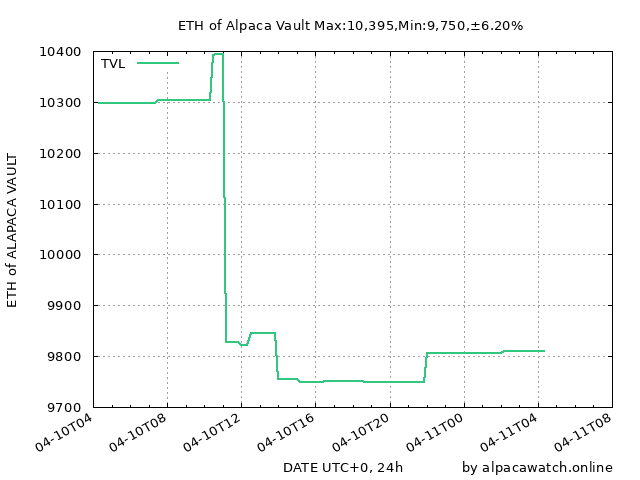 ETH of Alpaca Vault Max:10,395,Min:9,750,±6.20%
TVL
10400
10300
10200
10100
10000
9900
9800
9700
ETH of ALAPACA VAULT
04-10T04
04-10T08
04-10T12
04-10T16
04-10T20
04-11T00
04-11T04
04-11T08
DATE UTC+0, 24h
by alpacawatch.online